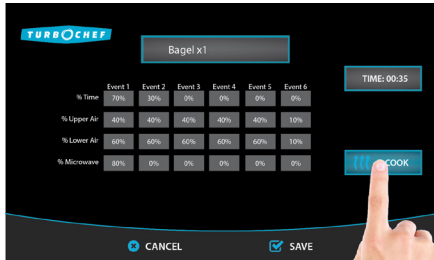 TURBOCHEF
Bagel x1
TIME: 00:35
Event 1 Event 2 Event 3 Event 4 Event 5 Event 6
% Time 70% 30% 0% 0% 0% 0%
% Upper Air 40% 40% 40% 40% 40% 10%
% Lower Air 60% 60% 60% 60% 60% 10%
% Microwave 80% 0% 0% 0% 0% 0%
COOK
CANCEL SAVE